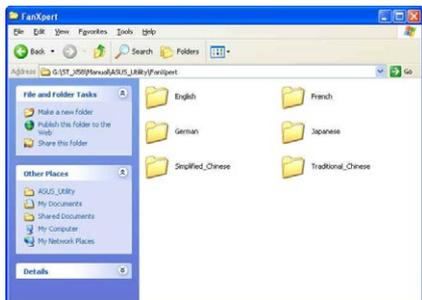 FanXpert
File Edit View Favorites Tools Help
Back Search Folders
Address G:\ST_X58\Manual\ASUS_Utility\FanXpert Go
File and Folder Tasks
Make a new folder
Publish this folder to the Web
Share this folder
Other Places
ASUS_Utility
My Documents
Shared Documents
My Computer
My Network Places
Details
English French
German Japanese
Simplified_Chinese Traditional_Chinese